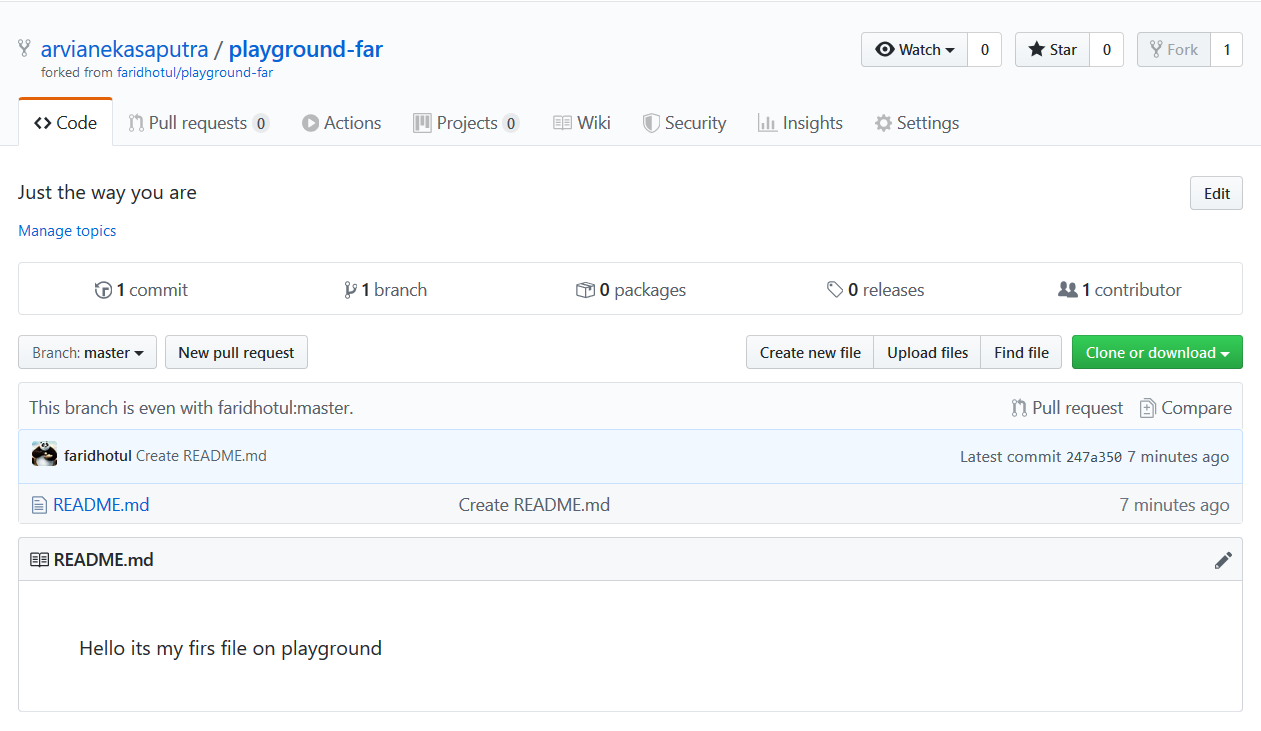 arvianekasaputra / playground-far
forked from faridhotul/playground-far
Watch 0 Star 0 Fork 1
Code Pull requests 0 Actions Projects 0 Wiki Security Insights Settings
Just the way you are
Edit
Manage topics
1 commit 1 branch 0 packages 0 releases 1 contributor
Branch: master New pull request Create new file Upload files Find file Clone or download
This branch is even with faridhotul:master. Pull request Compare
faridhotul Create README.md Latest commit 247a350 7 minutes ago
README.md Create README.md 7 minutes ago
README.md
Hello its my firs file on playground